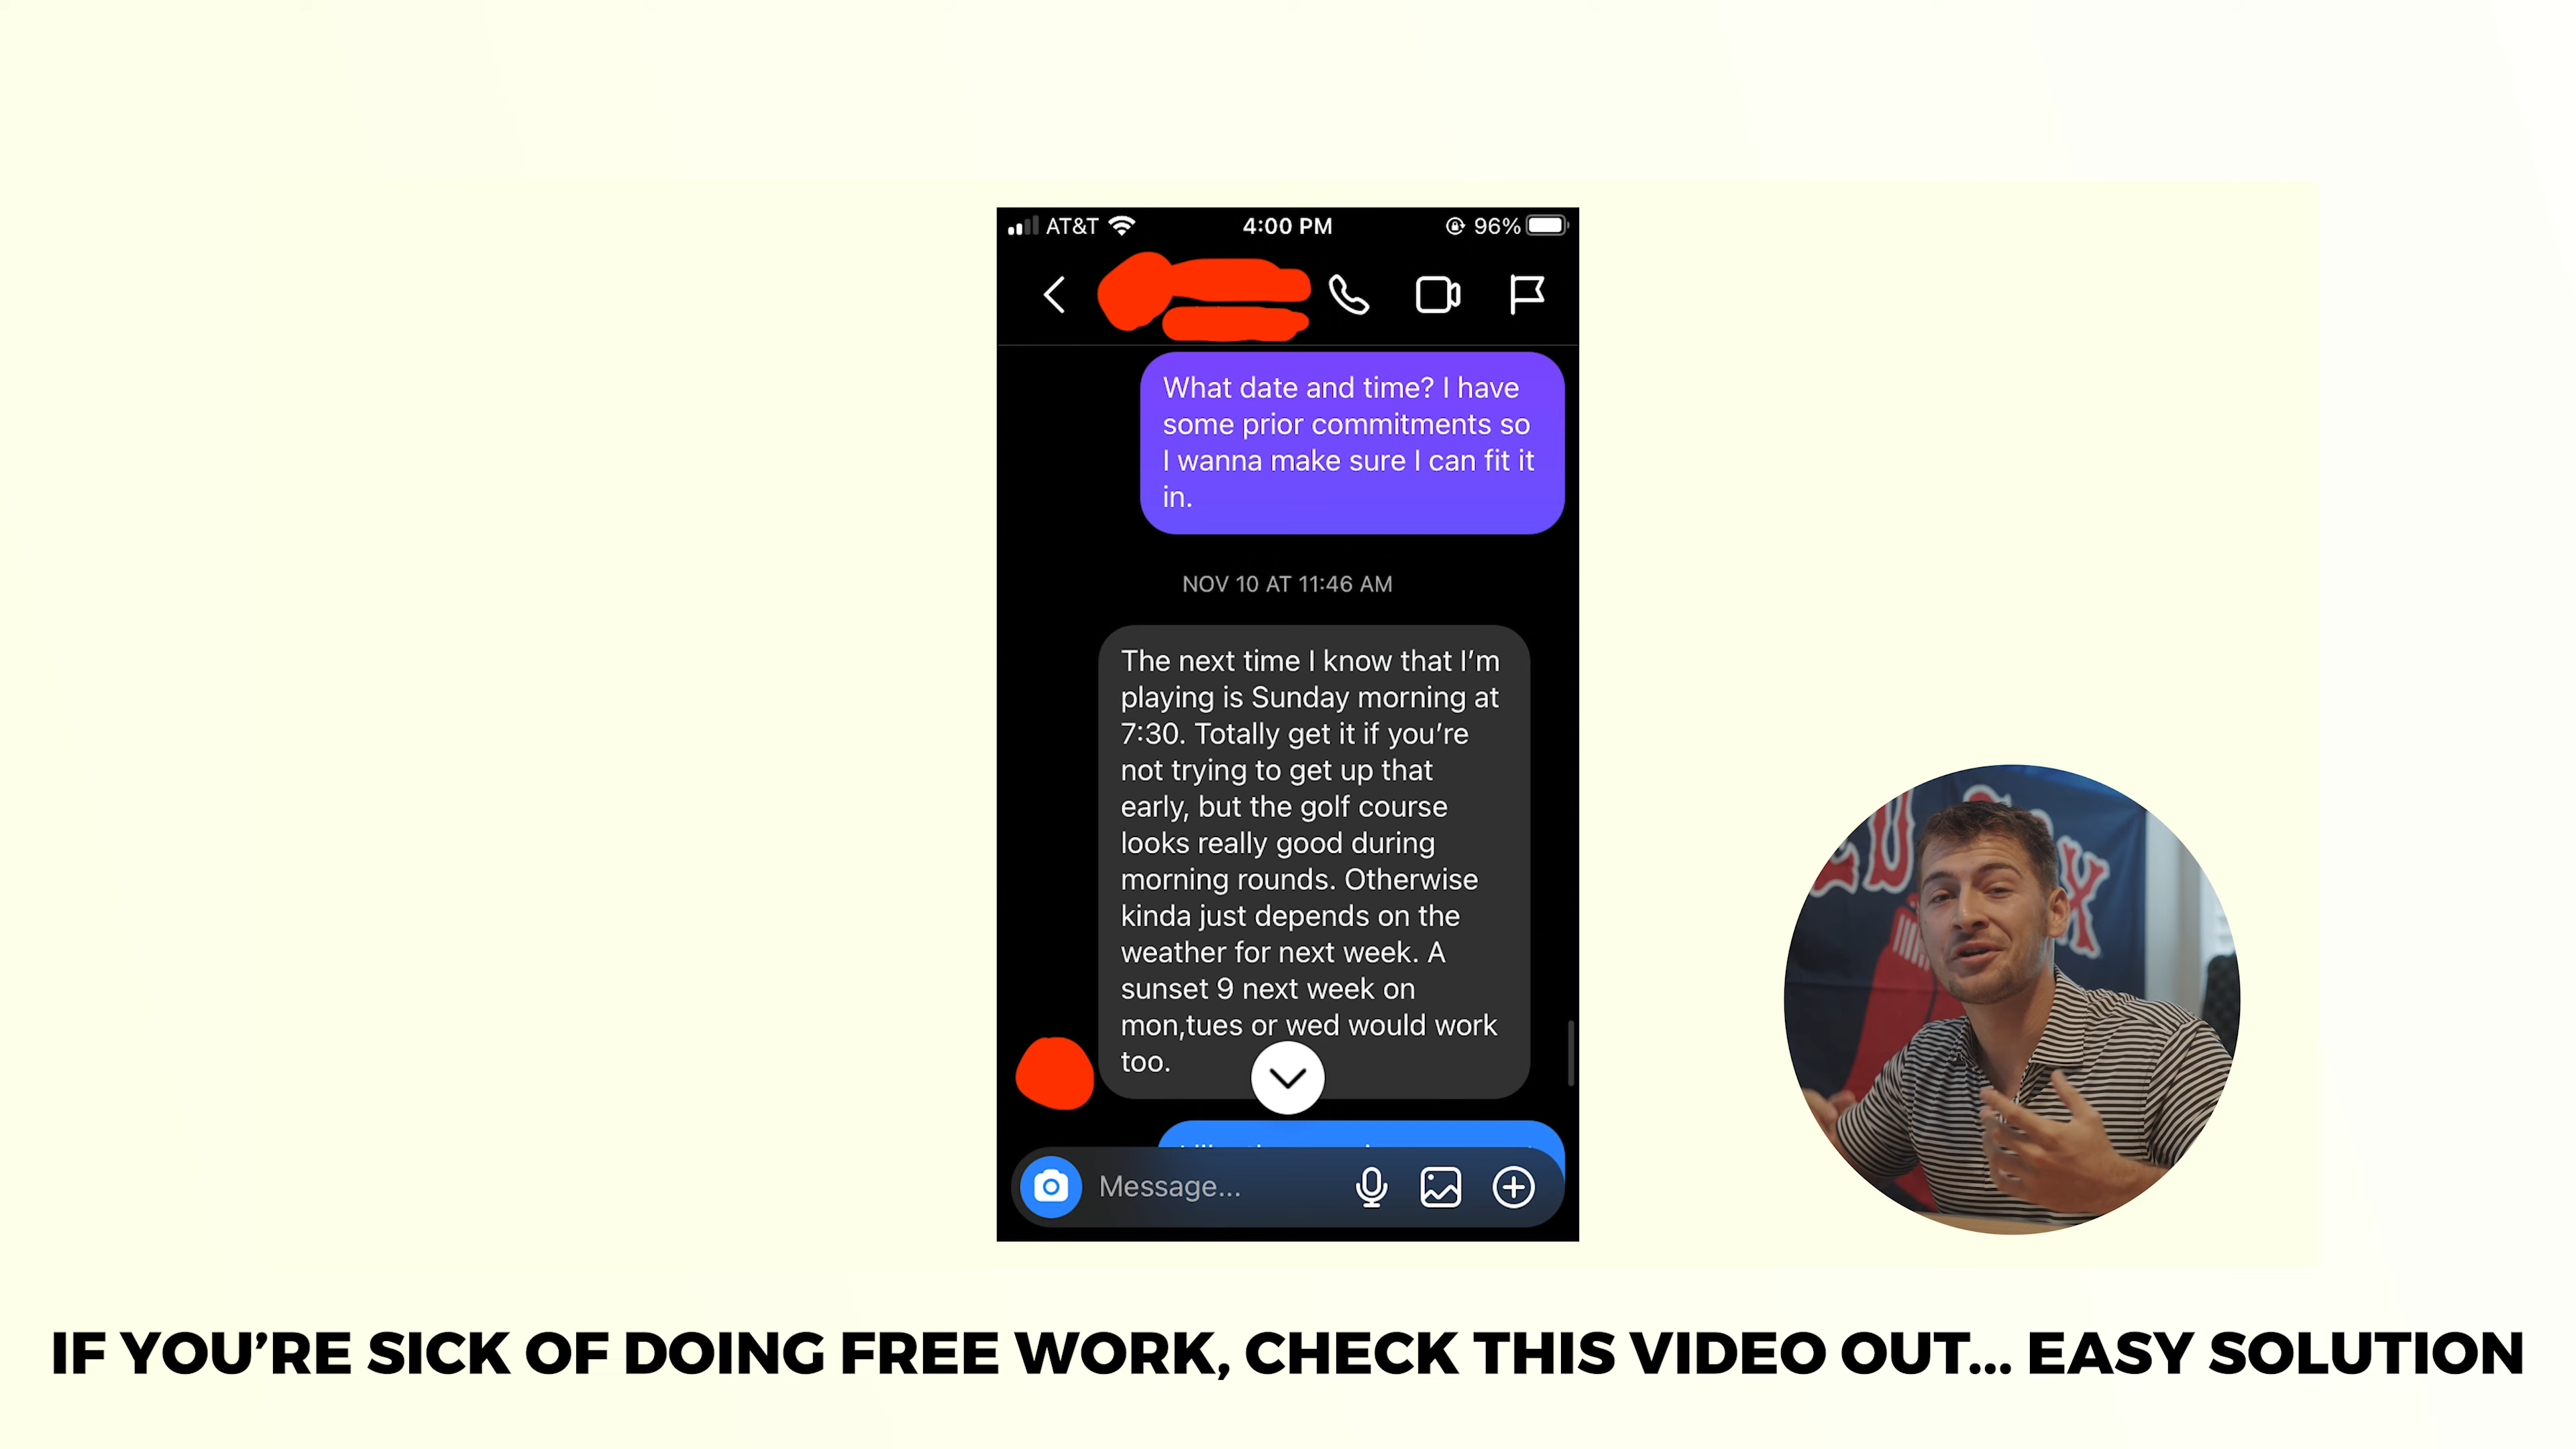 AT&T 4:00 PM 96%
What date and time? I have
some prior commitments so
I wanna make sure I can fit it
in.
NOV 10 AT 11:46 AM
The next time I know that I'm
playing is Sunday morning at
7:30. Totally get it if you're
not trying to get up that
early, but the golf course
looks really good during
morning rounds. Otherwise
kinda just depends on the
weather for next week. A
sunset 9 next week on
mon,tues or wed would work
too.
Message...
IF YOU'RE SICK OF DOING FREE WORK, CHECK THIS VIDEO OUT... EASY SOLUTION